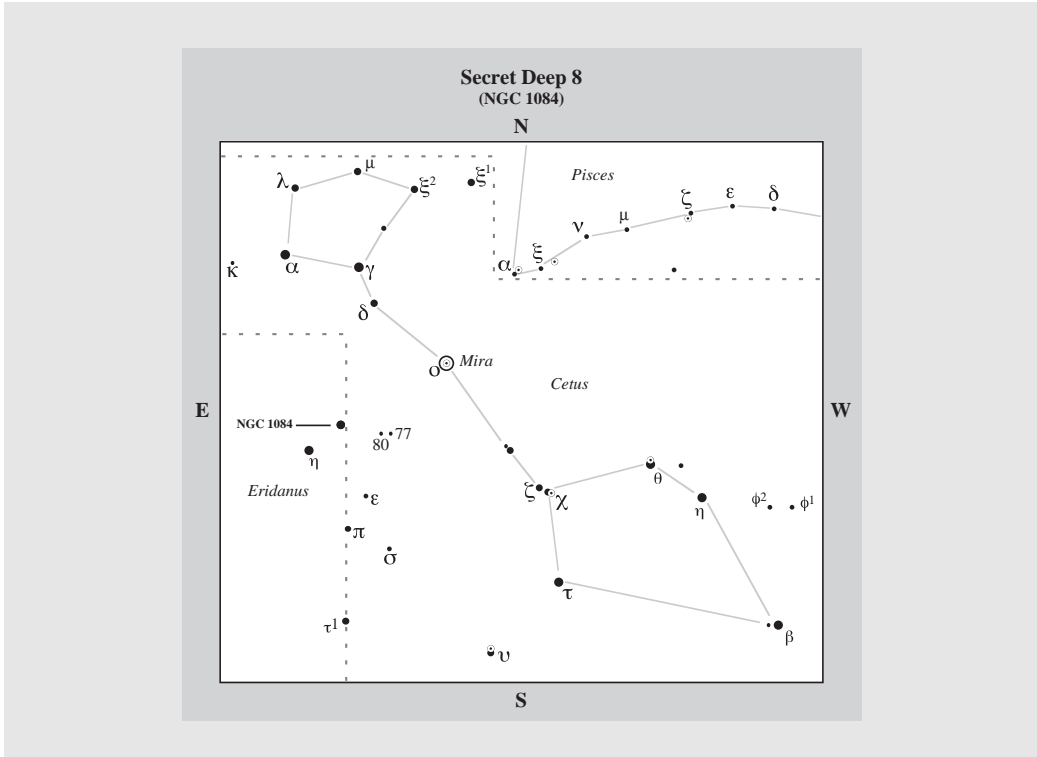 Secret Deep 8
(NGC 1084)
N
μ
λ
ξ²
ξ¹
Pisces
ζ
ε
δ
ν
μ
ξ
α
α
γ
κ
δ
ο
Mira
Cetus
E
W
NGC 1084
80
77
η
Eridanus
ε
π
σ
ζ
χ
θ
η
φ²
φ¹
τ
τ¹
β
υ
S